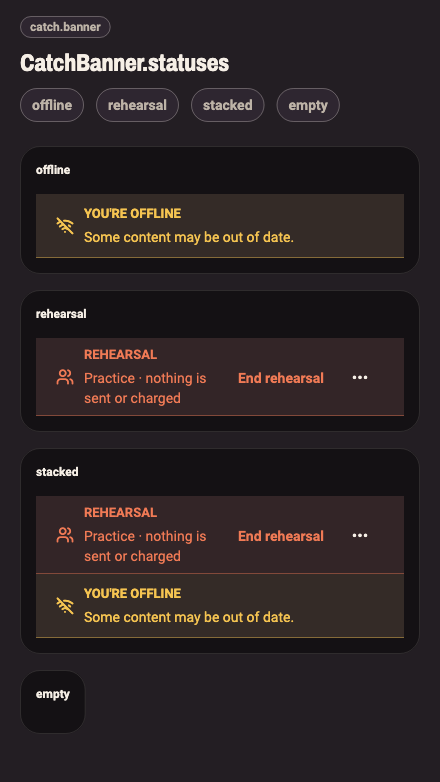 catch.banner
CatchBanner.statuses
offline rehearsal stacked empty
offline
YOU'RE OFFLINE
Some content may be out of date.
rehearsal
REHEARSAL
Practice · nothing is
sent or charged
End rehearsal
stacked
REHEARSAL
Practice · nothing is
sent or charged
End rehearsal
YOU'RE OFFLINE
Some content may be out of date.
empty